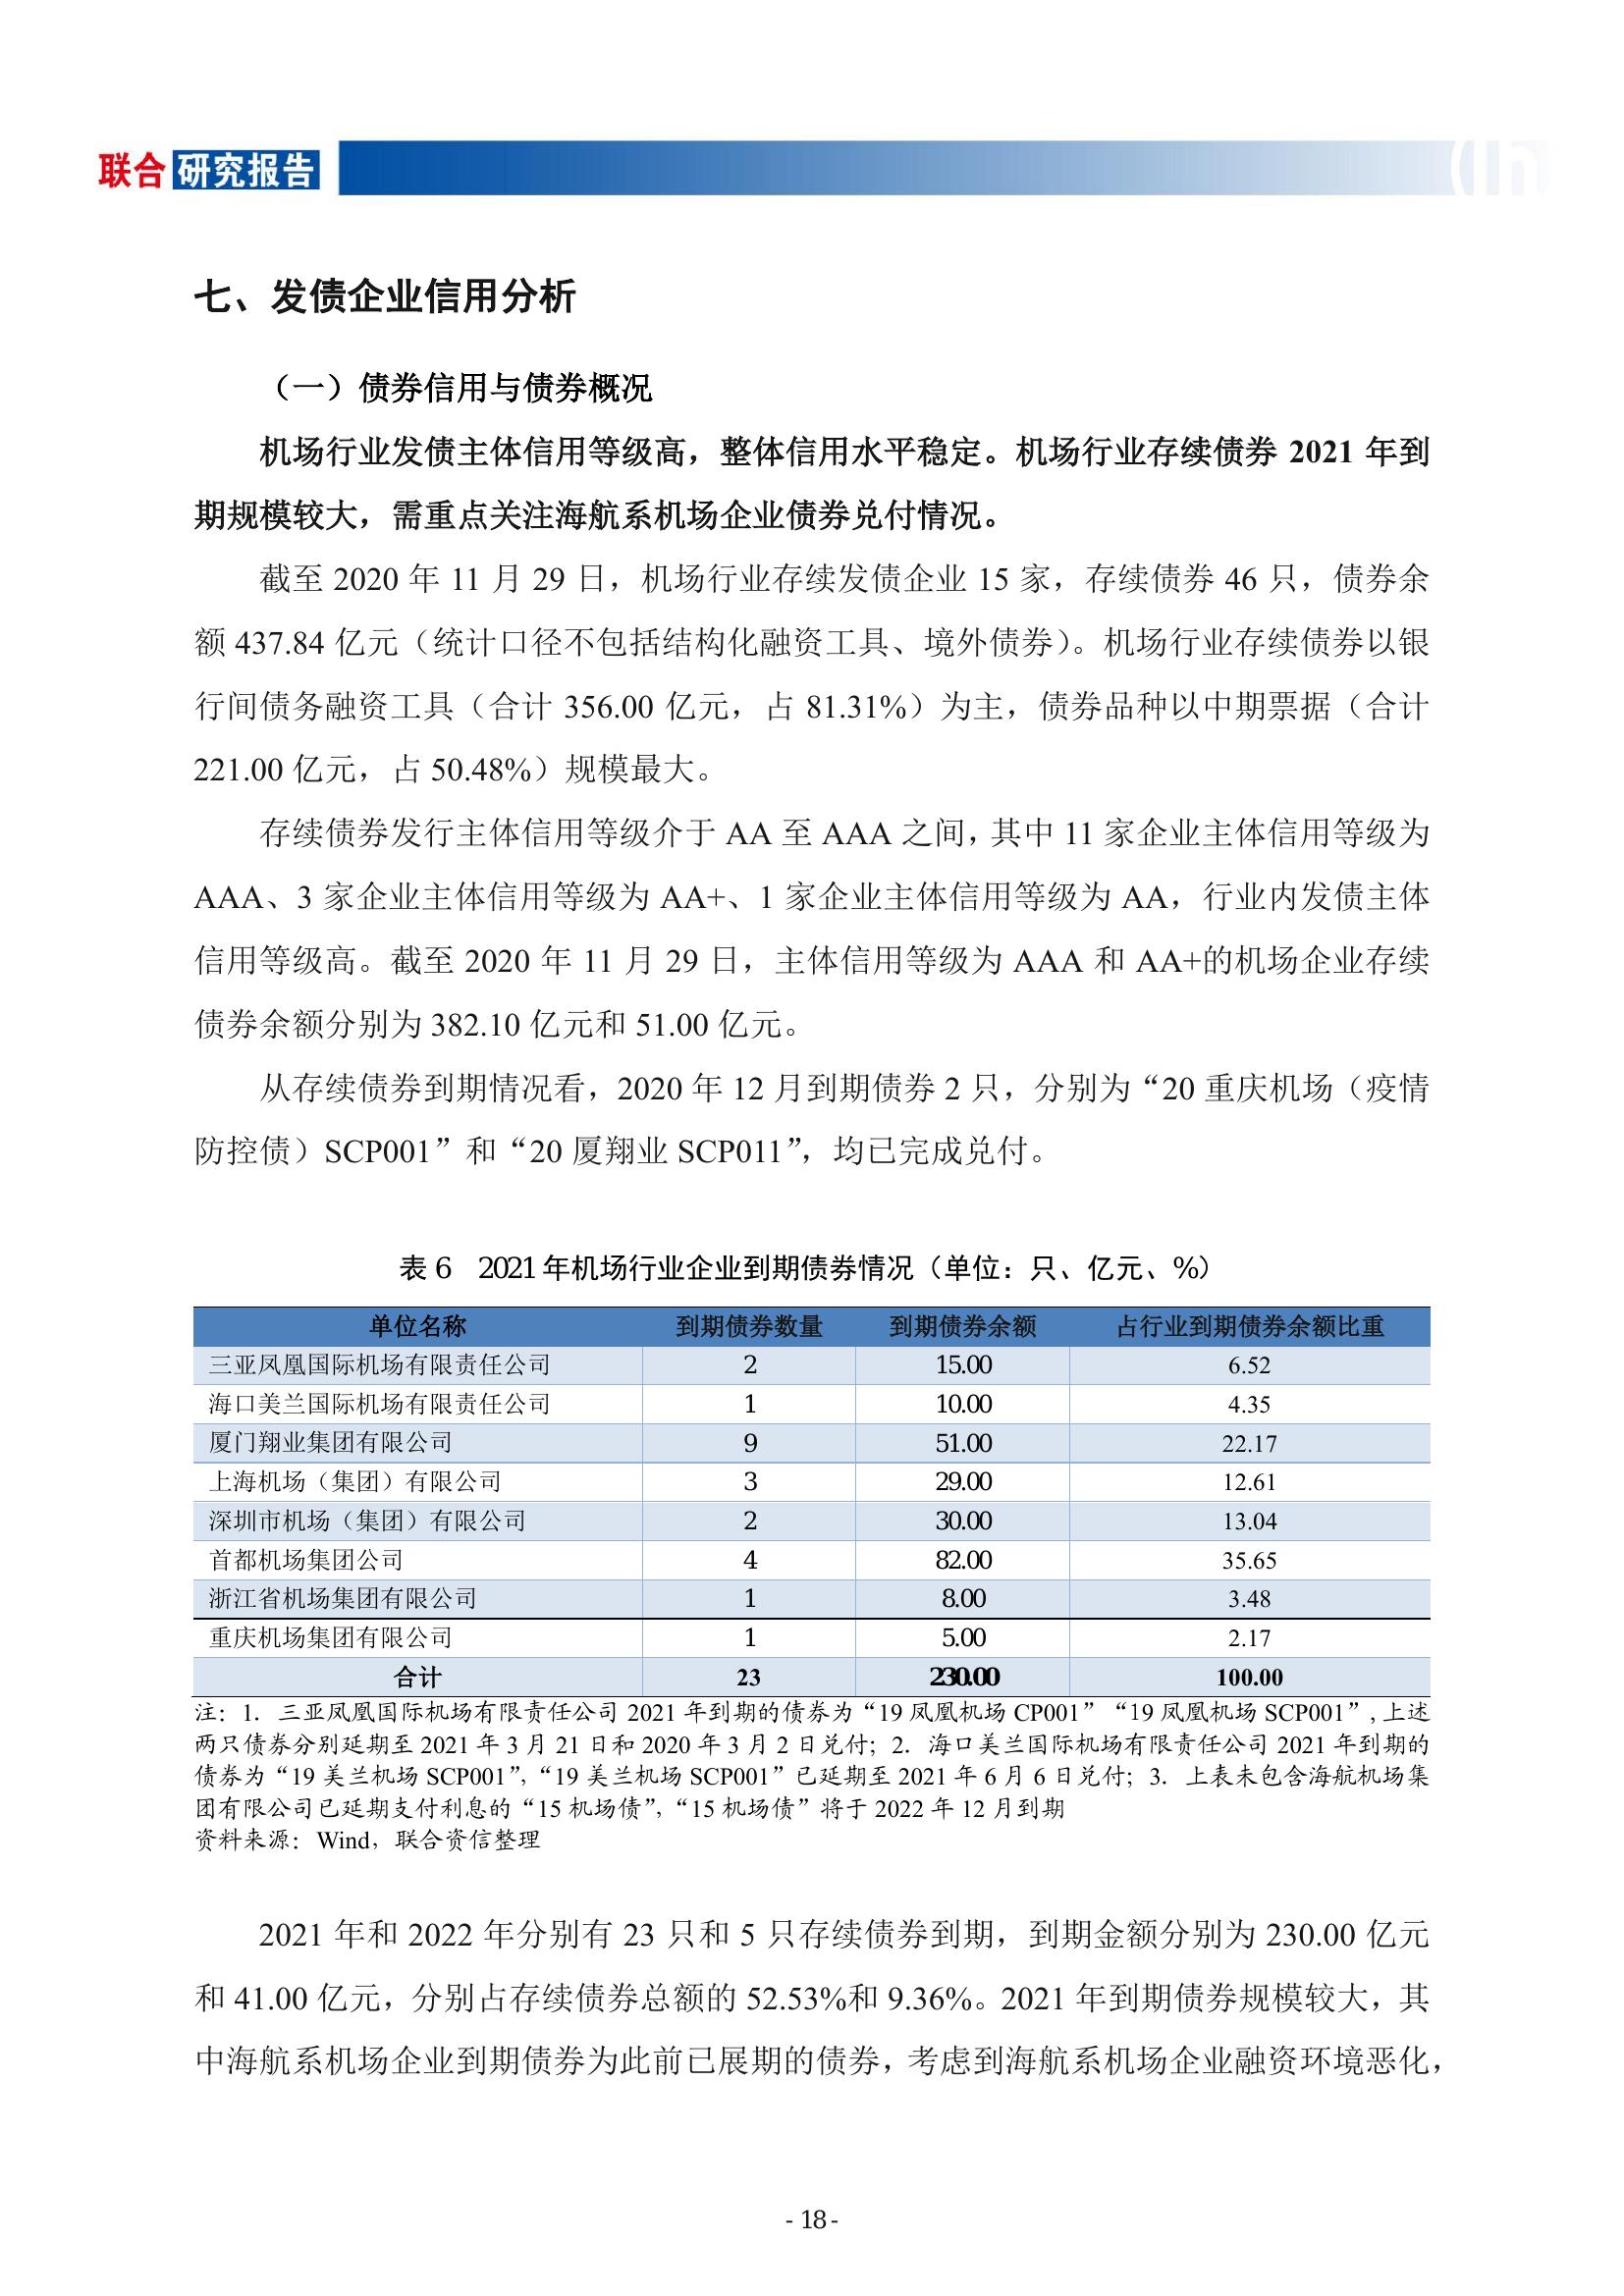 联合 研究报告
七、发债企业信用分析
（一）债券信用与债券概况
机场行业发债主体信用等级高，整体信用水平稳定。机场行业存续债券 2021 年到
期规模较大，需重点关注海航系机场企业债券兑付情况。
截至 2020 年 11 月 29 日，机场行业存续发债企业 15 家，存续债券 46 只，债券余
额 437.84 亿元（统计口径不包括结构化融资工具、境外债券）。机场行业存续债券以银
行间债务融资工具（合计 356.00 亿元，占 81.31%）为主，债券品种以中期票据（合计
221.00 亿元，占 50.48%）规模最大。
存续债券发行主体信用等级介于 AA 至 AAA 之间，其中 11 家企业主体信用等级为
AAA、3 家企业主体信用等级为 AA+、1 家企业主体信用等级为 AA，行业内发债主体
信用等级高。截至 2020 年 11 月 29 日，主体信用等级为 AAA 和 AA+的机场企业存续
债券余额分别为 382.10 亿元和 51.00 亿元。
从存续债券到期情况看，2020 年 12 月到期债券 2 只，分别为“20 重庆机场（疫情
防控债）SCP001”和“20 厦翔业 SCP011”，均已完成兑付。
表 6 2021 年机场行业企业到期债券情况（单位：只、亿元、%）
单位名称 到期债券数量 到期债券余额 占行业到期债券余额比重
三亚凤凰国际机场有限责任公司 2 15.00 6.52
海口美兰国际机场有限责任公司 1 10.00 4.35
厦门翔业集团有限公司 9 51.00 22.17
上海机场（集团）有限公司 3 29.00 12.61
深圳市机场（集团）有限公司 2 30.00 13.04
首都机场集团公司 4 82.00 35.65
浙江省机场集团有限公司 1 8.00 3.48
重庆机场集团有限公司 1 5.00 2.17
合计 23 230.00 100.00
注：1. 三亚凤凰国际机场有限责任公司 2021 年到期的债券为“19 凤凰机场 CP001”“19 凤凰机场 SCP001”, 上述
两只债券分别延期至 2021 年 3 月 21 日和 2020 年 3 月 2 日兑付；2. 海口美兰国际机场有限责任公司 2021 年到期的
债券为“19 美兰机场 SCP001”，“19 美兰机场 SCP001”已延期至 2021 年 6 月 6 日兑付；3. 上表未包含海航机场集
团有限公司已延期支付利息的“15 机场债”，“15 机场债”将于 2022 年 12 月到期
资料来源：Wind，联合资信整理
2021 年和 2022 年分别有 23 只和 5 只存续债券到期，到期金额分别为 230.00 亿元
和 41.00 亿元，分别占存续债券总额的 52.53%和 9.36%。2021 年到期债券规模较大，其
中海航系机场企业到期债券为此前已展期的债券，考虑到海航系机场企业融资环境恶化，
- 18 -